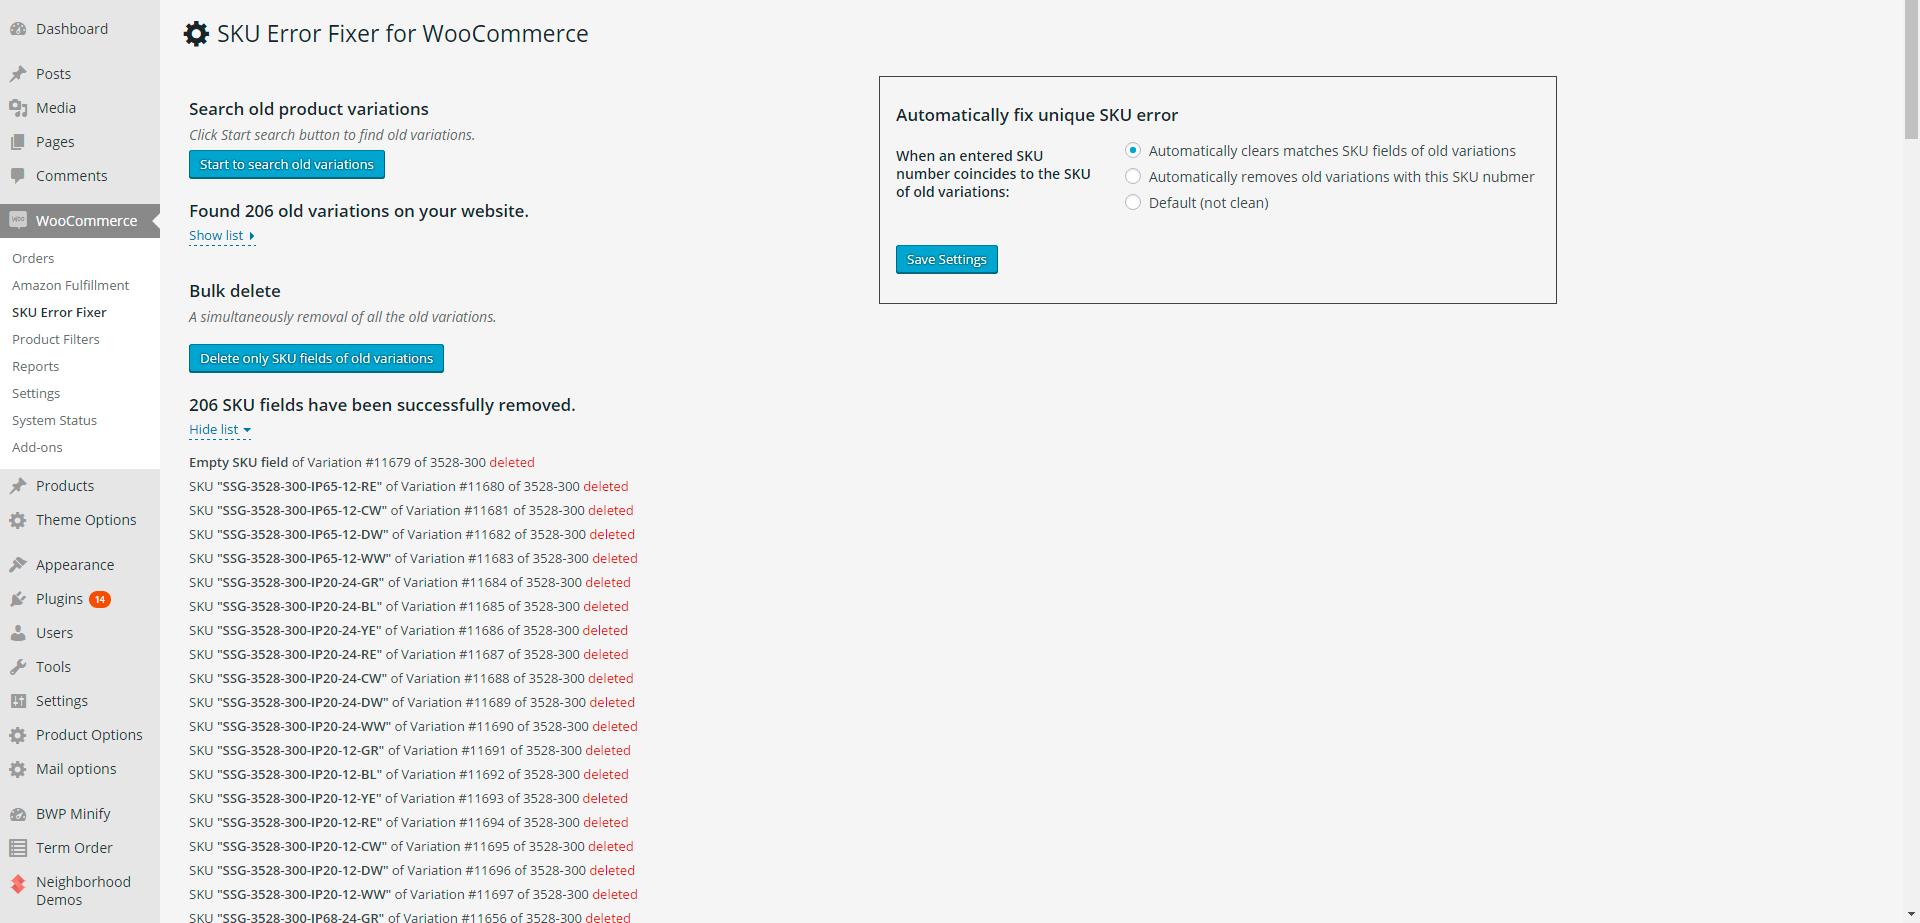 Dashboard
Posts
Media
Pages
Comments
woo WooCommerce
Orders
Amazon Fulfillment
SKU Error Fixer
Product Filters
Reports
Settings
System Status
Add-ons
Products
Theme Options
Appearance
Plugins 14
Users
Tools
Settings
Product Options
Mail options
BWP Minify
Term Order
Neighborhood
Demos
SKU Error Fixer for WooCommerce
Search old product variations
Click Start search button to find old variations.
Start to search old variations
Found 206 old variations on your website.
Show list
Bulk delete
A simultaneously removal of all the old variations.
Delete only SKU fields of old variations
206 SKU fields have been successfully removed.
Hide list
Empty SKU field of Variation #11679 of 3528-300 deleted
SKU "SSG-3528-300-IP65-12-RE" of Variation #11680 of 3528-300 deleted
SKU "SSG-3528-300-IP65-12-CW" of Variation #11681 of 3528-300 deleted
SKU "SSG-3528-300-IP65-12-DW" of Variation #11682 of 3528-300 deleted
SKU "SSG-3528-300-IP65-12-WW" of Variation #11683 of 3528-300 deleted
SKU "SSG-3528-300-IP20-24-GR" of Variation #11684 of 3528-300 deleted
SKU "SSG-3528-300-IP20-24-BL" of Variation #11685 of 3528-300 deleted
SKU "SSG-3528-300-IP20-24-YE" of Variation #11686 of 3528-300 deleted
SKU "SSG-3528-300-IP20-24-RE" of Variation #11687 of 3528-300 deleted
SKU "SSG-3528-300-IP20-24-CW" of Variation #11688 of 3528-300 deleted
SKU "SSG-3528-300-IP20-24-DW" of Variation #11689 of 3528-300 deleted
SKU "SSG-3528-300-IP20-24-WW" of Variation #11690 of 3528-300 deleted
SKU "SSG-3528-300-IP20-12-GR" of Variation #11691 of 3528-300 deleted
SKU "SSG-3528-300-IP20-12-BL" of Variation #11692 of 3528-300 deleted
SKU "SSG-3528-300-IP20-12-YE" of Variation #11693 of 3528-300 deleted
SKU "SSG-3528-300-IP20-12-RE" of Variation #11694 of 3528-300 deleted
SKU "SSG-3528-300-IP20-12-CW" of Variation #11695 of 3528-300 deleted
SKU "SSG-3528-300-IP20-12-DW" of Variation #11696 of 3528-300 deleted
SKU "SSG-3528-300-IP20-12-WW" of Variation #11697 of 3528-300 deleted
SKU "SSG-3528-300-IP68-24-GR" of Variation #11656 of 3528-300 deleted
Automatically fix unique SKU error
When an entered SKU
number coincides to the SKU
of old variations:
Automatically clears matches SKU fields of old variations
Automatically removes old variations with this SKU nubmer
Default (not clean)
Save Settings